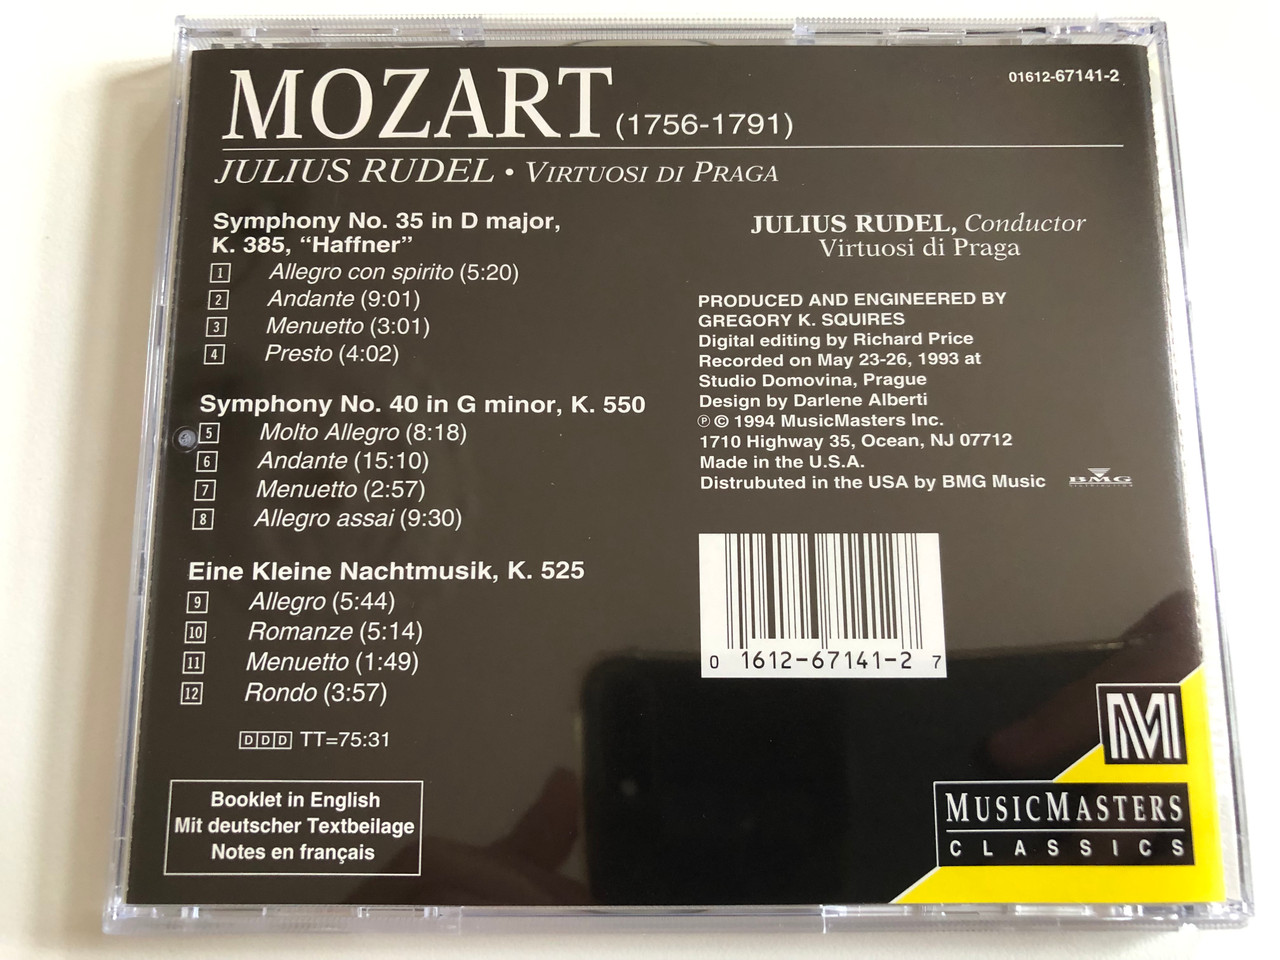 MOZART (1756-1791)
01612-67141-2
JULIUS RUDEL • VIRTUOSI DI PRAGA
Symphony No. 35 in D major,
K. 385, “Haffner”
1 Allegro con spirito (5:20)
2 Andante (9:01)
3 Menuetto (3:01)
4 Presto (4:02)
Symphony No. 40 in G minor, K. 550
5 Molto Allegro (8:18)
6 Andante (15:10)
7 Menuetto (2:57)
8 Allegro assai (9:30)
Eine Kleine Nachtmusik, K. 525
9 Allegro (5:44)
10 Romanze (5:14)
11 Menuetto (1:49)
12 Rondo (3:57)
DDD TT=75:31
Booklet in English
Mit deutscher Textbeilage
Notes en français
JULIUS RUDEL, Conductor
Virtuosi di Praga
PRODUCED AND ENGINEERED BY
GREGORY K. SQUIRES
Digital editing by Richard Price
Recorded on May 23-26, 1993 at
Studio Domovina, Prague
Design by Darlene Alberti
℗ © 1994 MusicMasters Inc.
1710 Highway 35, Ocean, NJ 07712
Made in the U.S.A.
Distrubuted in the USA by BMG Music
BMG
0 1612-67141-2 7
MM
MUSICMASTERS
CLASSICS